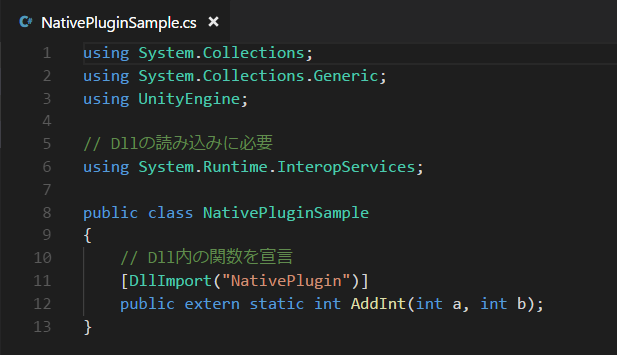 C# NativePluginSample.cs ×
1 using System.Collections;
2 using System.Collections.Generic;
3 using UnityEngine;
4
5 // Dllの読み込みに必要
6 using System.Runtime.InteropServices;
7
8 public class NativePluginSample
9 {
10 // Dll内の関数を宣言
11 [DllImport("NativePlugin")]
12 public extern static int AddInt(int a, int b);
13 }